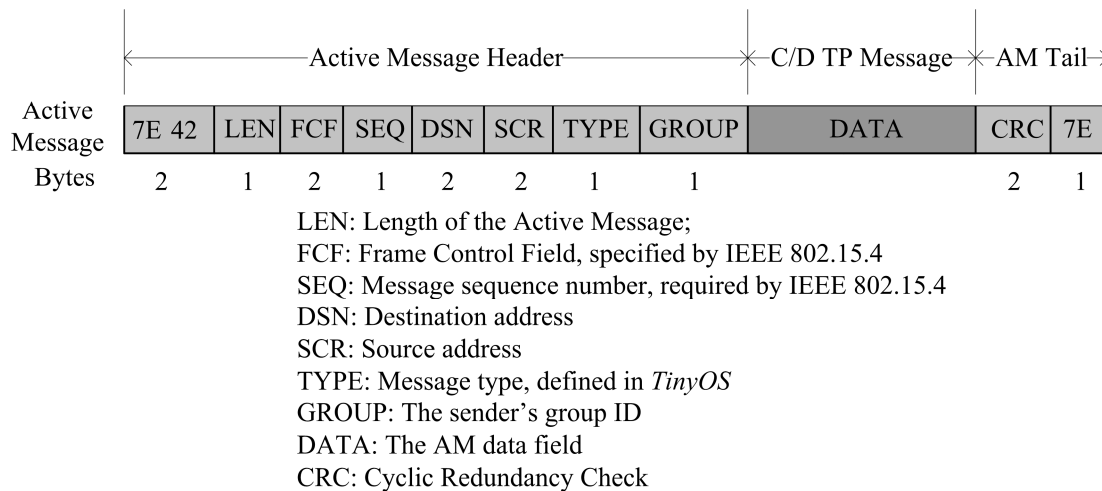 Active Message Header C/D TP Message AM Tail
Active
Message
7E 42 LEN FCF SEQ DSN SCR TYPE GROUP DATA CRC 7E
Bytes 2 1 2 1 2 2 1 1 2 1
LEN: Length of the Active Message;
FCF: Frame Control Field, specified by IEEE 802.15.4
SEQ: Message sequence number, required by IEEE 802.15.4
DSN: Destination address
SCR: Source address
TYPE: Message type, defined in TinyOS
GROUP: The sender's group ID
DATA: The AM data field
CRC: Cyclic Redundancy Check